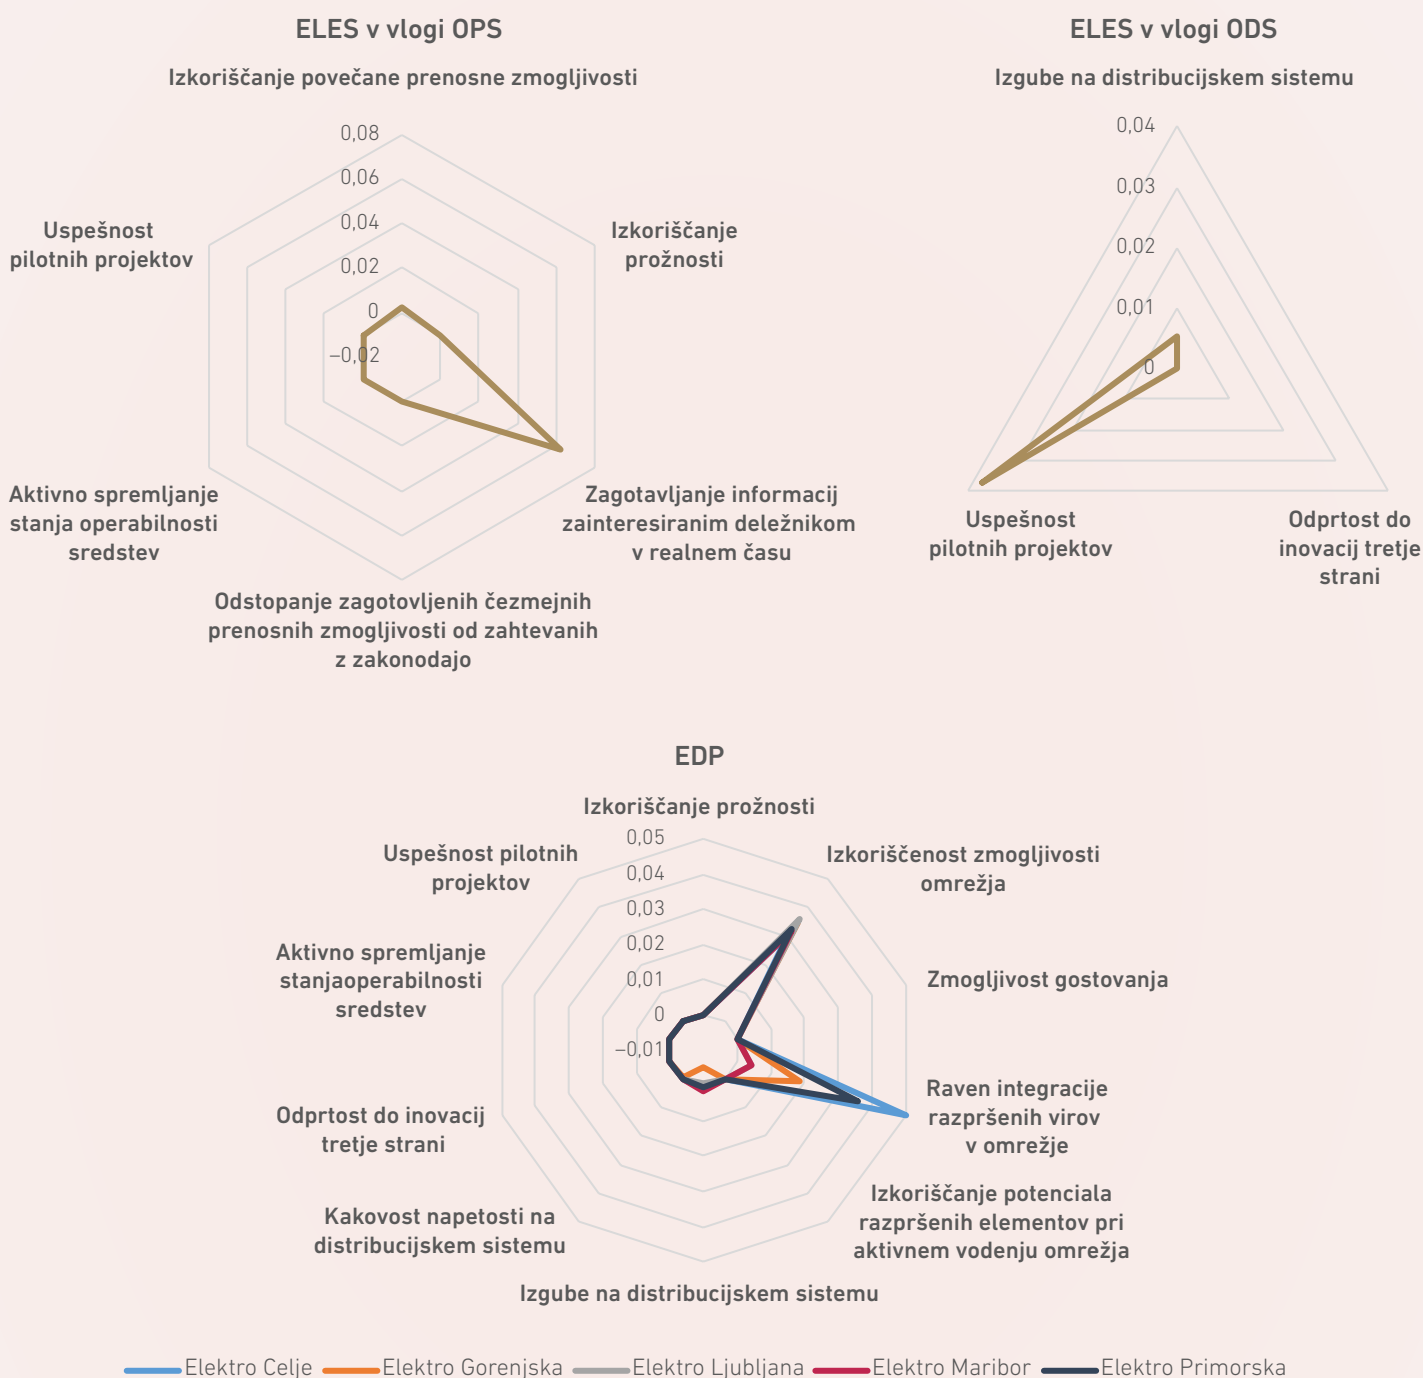 ELES v vlogi OPS
Izkoriščanje povečane prenosne zmogljivosti
0,08
0,06
0,04
0,02
0
−0,02
Izkoriščanje
prožnosti
Zagotavljanje informacij
zainteresiranim deležnikom
v realnem času
Odstopanje zagotovljenih čezmejnih
prenosnih zmogljivosti od zahtevanih
z zakonodajo
Aktivno spremljanje
stanja operabilnosti
sredstev
Uspešnost
pilotnih projektov
ELES v vlogi ODS
Izgube na distribucijskem sistemu
0,04
0,03
0,02
0,01
0
Uspešnost
pilotnih projektov
Odprtost do
inovacij tretje
strani
EDP
Izkoriščanje prožnosti
0,05
0,04
0,03
0,02
0,01
0
−0,01
Izkoriščenost zmogljivosti
omrežja
Zmogljivost gostovanja
Raven integracije
razpršenih virov
v omrežje
Izkoriščanje potenciala
razpršenih elementov pri
aktivnem vodenju omrežja
Izgube na distribucijskem sistemu
Kakovost napetosti na
distribucijskem sistemu
Odprtost do inovacij
tretje strani
Aktivno spremljanje
stanjaoperabilnosti
sredstev
Uspešnost pilotnih
projektov
Elektro Celje
Elektro Gorenjska
Elektro Ljubljana
Elektro Maribor
Elektro Primorska